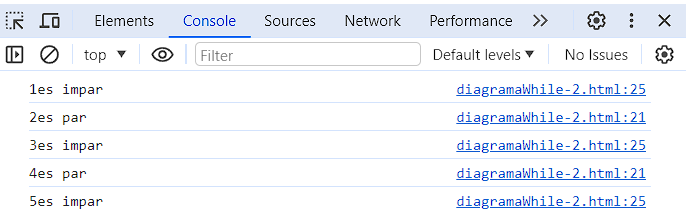 Elements Console Sources Network Performance
top Filter Default levels No Issues
1es impar diagramaWhile-2.html:25
2es par diagramaWhile-2.html:21
3es impar diagramaWhile-2.html:25
4es par diagramaWhile-2.html:21
5es impar diagramaWhile-2.html:25